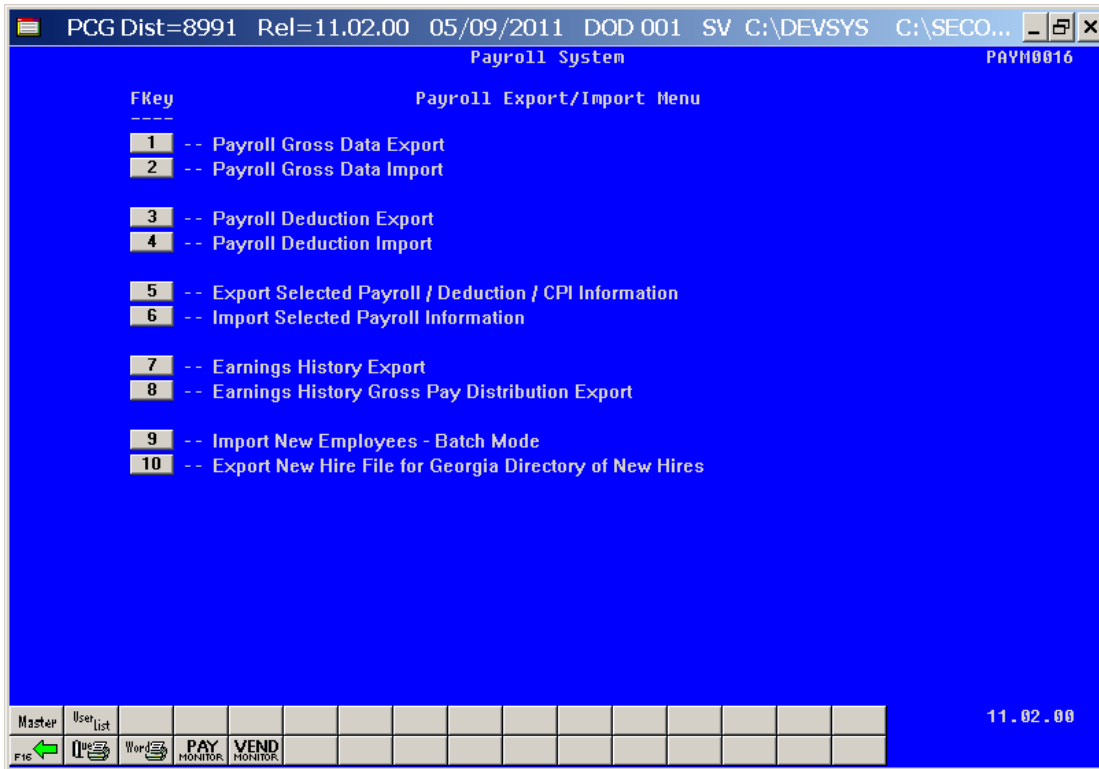 PCG Dist=8991 Rel=11.02.00 05/09/2011 DOD 001 SV C:\DEVSYS C:\SECO...
Payroll System PAYM0016
FKey Payroll Export/Import Menu
----
1 -- Payroll Gross Data Export
2 -- Payroll Gross Data Import
3 -- Payroll Deduction Export
4 -- Payroll Deduction Import
5 -- Export Selected Payroll / Deduction / CPI Information
6 -- Import Selected Payroll Information
7 -- Earnings History Export
8 -- Earnings History Gross Pay Distribution Export
9 -- Import New Employees - Batch Mode
10 -- Export New Hire File for Georgia Directory of New Hires
Master User List 11.02.00
F16 Que Word PAY MONITOR VEND MONITOR